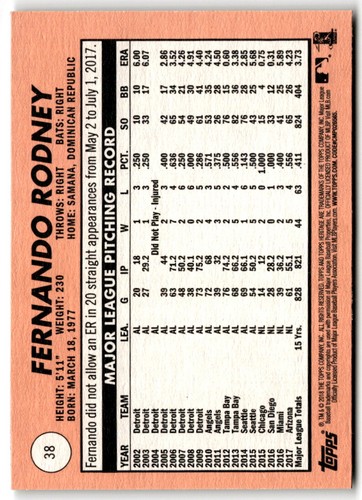 38
FERNANDO RODNEY
HEIGHT: 5'11" WEIGHT: 230 THROWS: RIGHT BATS: RIGHT
BORN: MARCH 18, 1977 HOME: SAMANA, DOMINICAN REPUBLIC
Fernando did not allow an ER in 20 straight appearances from May 2 to July 1, 2017.
MAJOR LEAGUE PITCHING RECORD
YEAR TEAM LEA. G IP W L PCT. SO BB ERA
2002 Detroit AL 20 18 1 3 .250 10 10 6.00
2003 Detroit AL 27 29.2 1 3 .250 33 17 6.07
2004 Detroit Did Not Play - Injured
2005 Detroit AL 39 44 2 3 .400 42 17 2.86
2006 Detroit AL 63 71.2 7 4 .636 65 34 3.52
2007 Detroit AL 48 50.2 2 6 .250 54 21 4.26
2008 Detroit AL 38 40.1 0 6 .000 49 30 4.91
2009 Detroit AL 73 75.2 2 5 .286 61 41 4.40
2010 Angels AL 72 68 4 3 .571 53 35 4.24
2011 Angels AL 39 32 3 5 .375 26 28 4.50
2012 Tampa Bay AL 76 74.2 2 2 .500 76 15 0.60
2013 Tampa Bay AL 68 66.2 5 4 .556 82 36 3.38
2014 Seattle AL 69 66.1 1 6 .143 76 28 2.85
2015 Seattle AL 54 50.2 5 5 .500 43 25 5.68
2015 Chicago NL 14 12 2 0 1.000 15 4 0.75
2016 San Diego NL 28 28.2 0 1 .000 33 12 0.31
2016 Miami NL 39 36.2 2 3 .400 41 25 5.89
2017 Arizona NL 61 55.1 5 4 .556 65 26 4.23
Major League Totals 15 Yrs. 828 821 44 63 .411 824 404 3.73
TOPPS